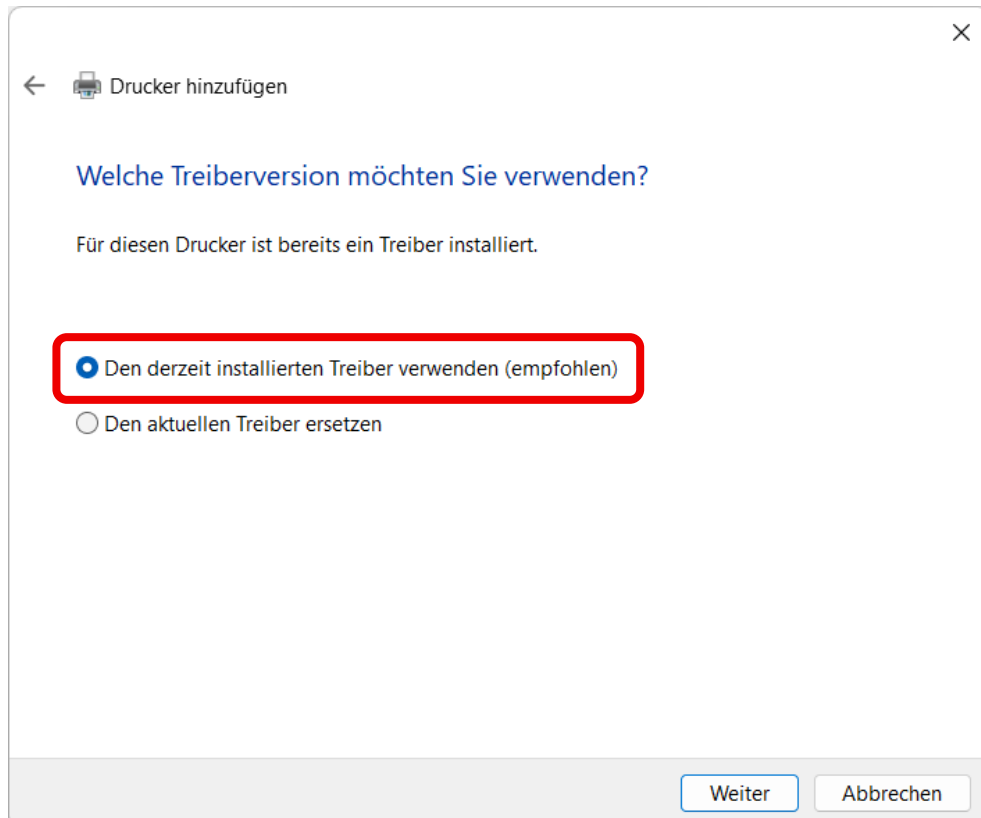 Drucker hinzufügen
Welche Treiberversion möchten Sie verwenden?
Für diesen Drucker ist bereits ein Treiber installiert.
Den derzeit installierten Treiber verwenden (empfohlen)
Den aktuellen Treiber ersetzen
Weiter Abbrechen